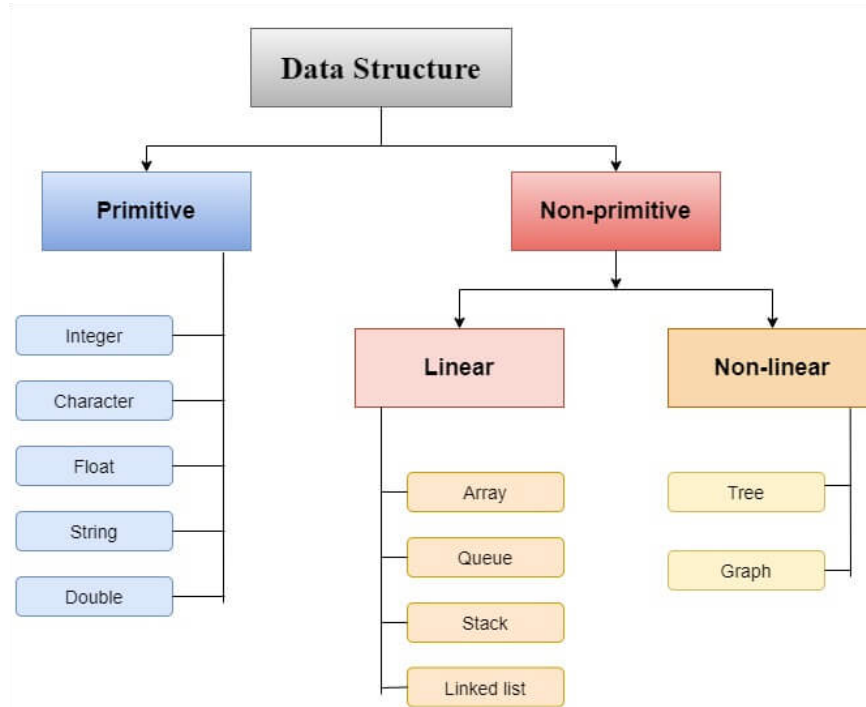 Data Structure
Primitive
Non-primitive
Integer
Character
Float
String
Double
Linear
Non-linear
Array
Queue
Stack
Linked list
Tree
Graph